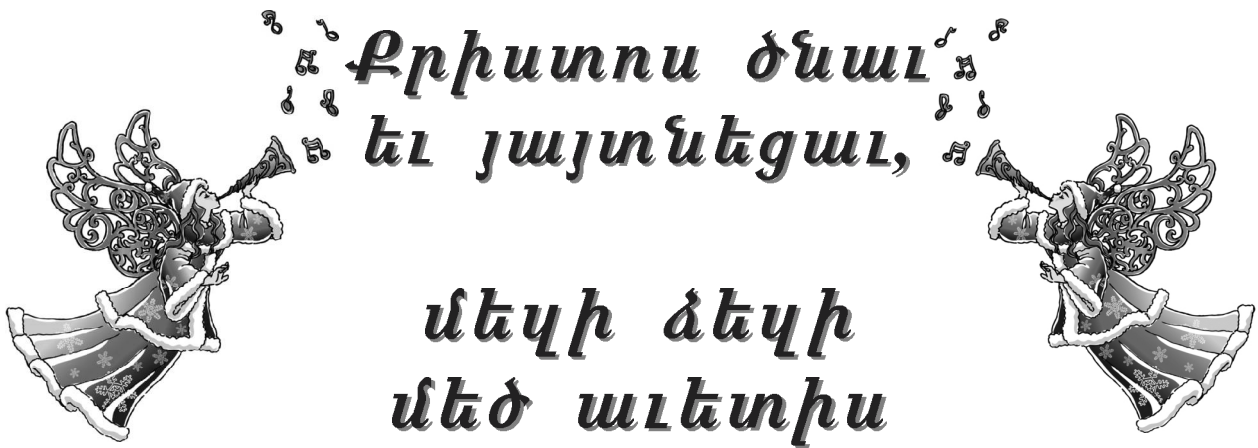 Քրիստոս ծնաւ
եւ յայտնեցաւ,
մեզի ձեզի
մեծ աւետիս